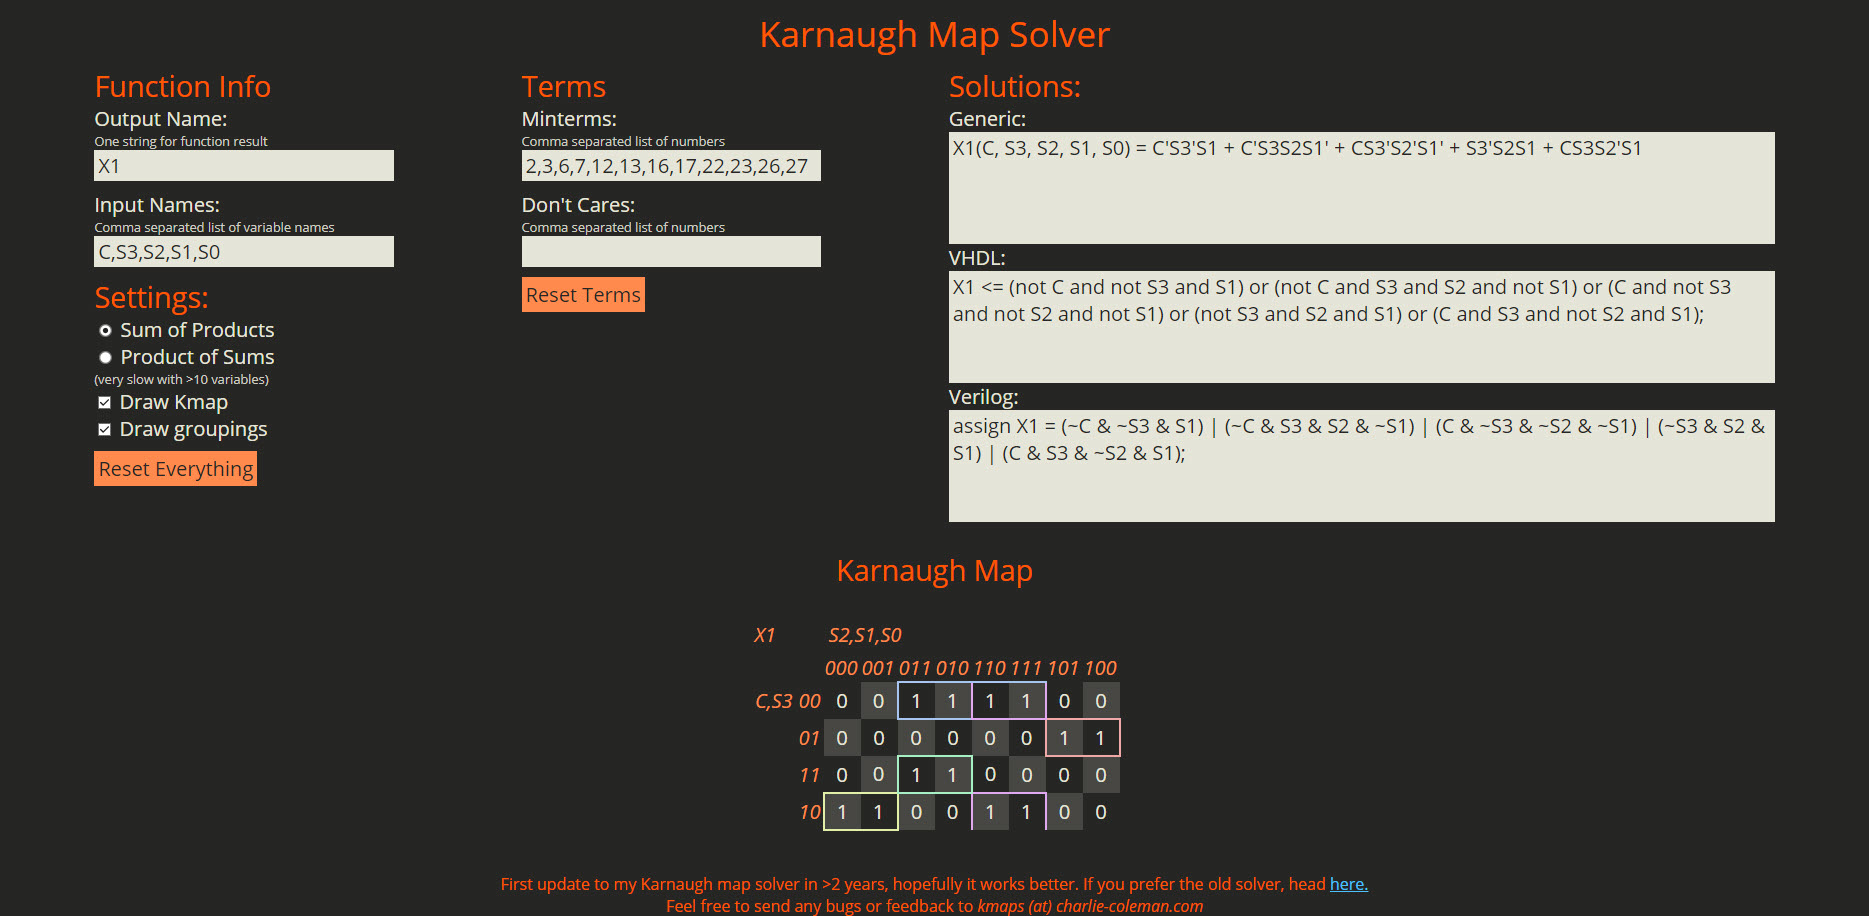 Karnaugh Map Solver
Function Info
Output Name:
One string for function result
X1
Input Names:
Comma separated list of variable names
C,S3,S2,S1,S0
Settings:
Sum of Products
Product of Sums
(very slow with >10 variables)
Draw Kmap
Draw groupings
Reset Everything
Terms
Minterms:
Comma separated list of numbers
2,3,6,7,12,13,16,17,22,23,26,27
Don't Cares:
Comma separated list of numbers
Reset Terms
Solutions:
Generic:
X1(C, S3, S2, S1, S0) = C'S3'S1 + C'S3S2S1' + CS3'S2'S1' + S3'S2S1 + CS3S2'S1
VHDL:
X1 <= (not C and not S3 and S1) or (not C and S3 and S2 and not S1) or (C and not S3
and not S2 and not S1) or (not S3 and S2 and S1) or (C and S3 and not S2 and S1);
Verilog:
assign X1 = (~C & ~S3 & S1) | (~C & S3 & S2 & ~S1) | (C & ~S3 & ~S2 & ~S1) | (~S3 & S2 &
S1) | (C & S3 & ~S2 & S1);
Karnaugh Map
X1 S2,S1,S0
000 001 011 010 110 111 101 100
C,S3 00 0 0 1 1 1 1 0 0
01 0 0 0 0 0 0 1 1
11 0 0 1 1 0 0 0 0
10 1 1 0 0 1 1 0 0
First update to my Karnaugh map solver in >2 years, hopefully it works better. If you prefer the old solver, head here.
Feel free to send any bugs or feedback to kmaps (at) charlie-coleman.com